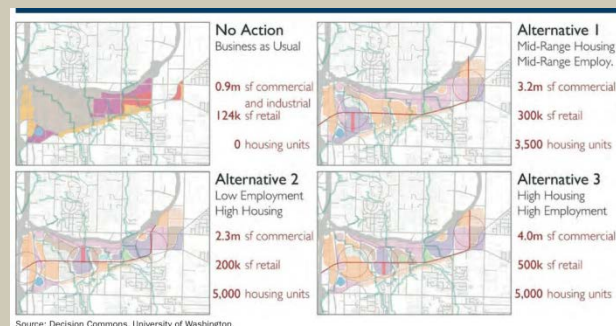 No Action
Business as Usual
0.9m sf commercial
and industrial
124k sf retail
0 housing units
Alternative 1
Mid-Range Housing
Mid-Range Employ.
3.2m sf commercial
300k sf retail
3,500 housing units
Alternative 2
Low Employment
High Housing
2.3m sf commercial
200k sf retail
5,000 housing units
Alternative 3
High Housing
High Employment
4.0m sf commercial
500k sf retail
5,000 housing units
Source: Decision Commons, University of Washington